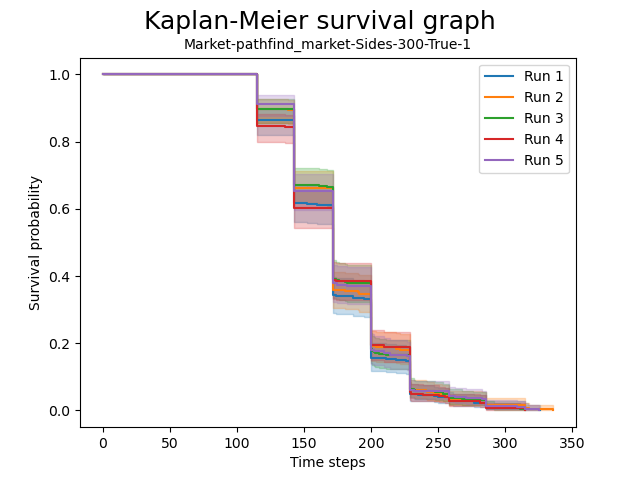 Kaplan-Meier survival graph
Market-pathfind_market-Sides-300-True-1
Run 1
Run 2
Run 3
Run 4
Run 5
Survival probability
1.0
0.8
0.6
0.4
0.2
0.0
0 50 100 150 200 250 300 350
Time steps